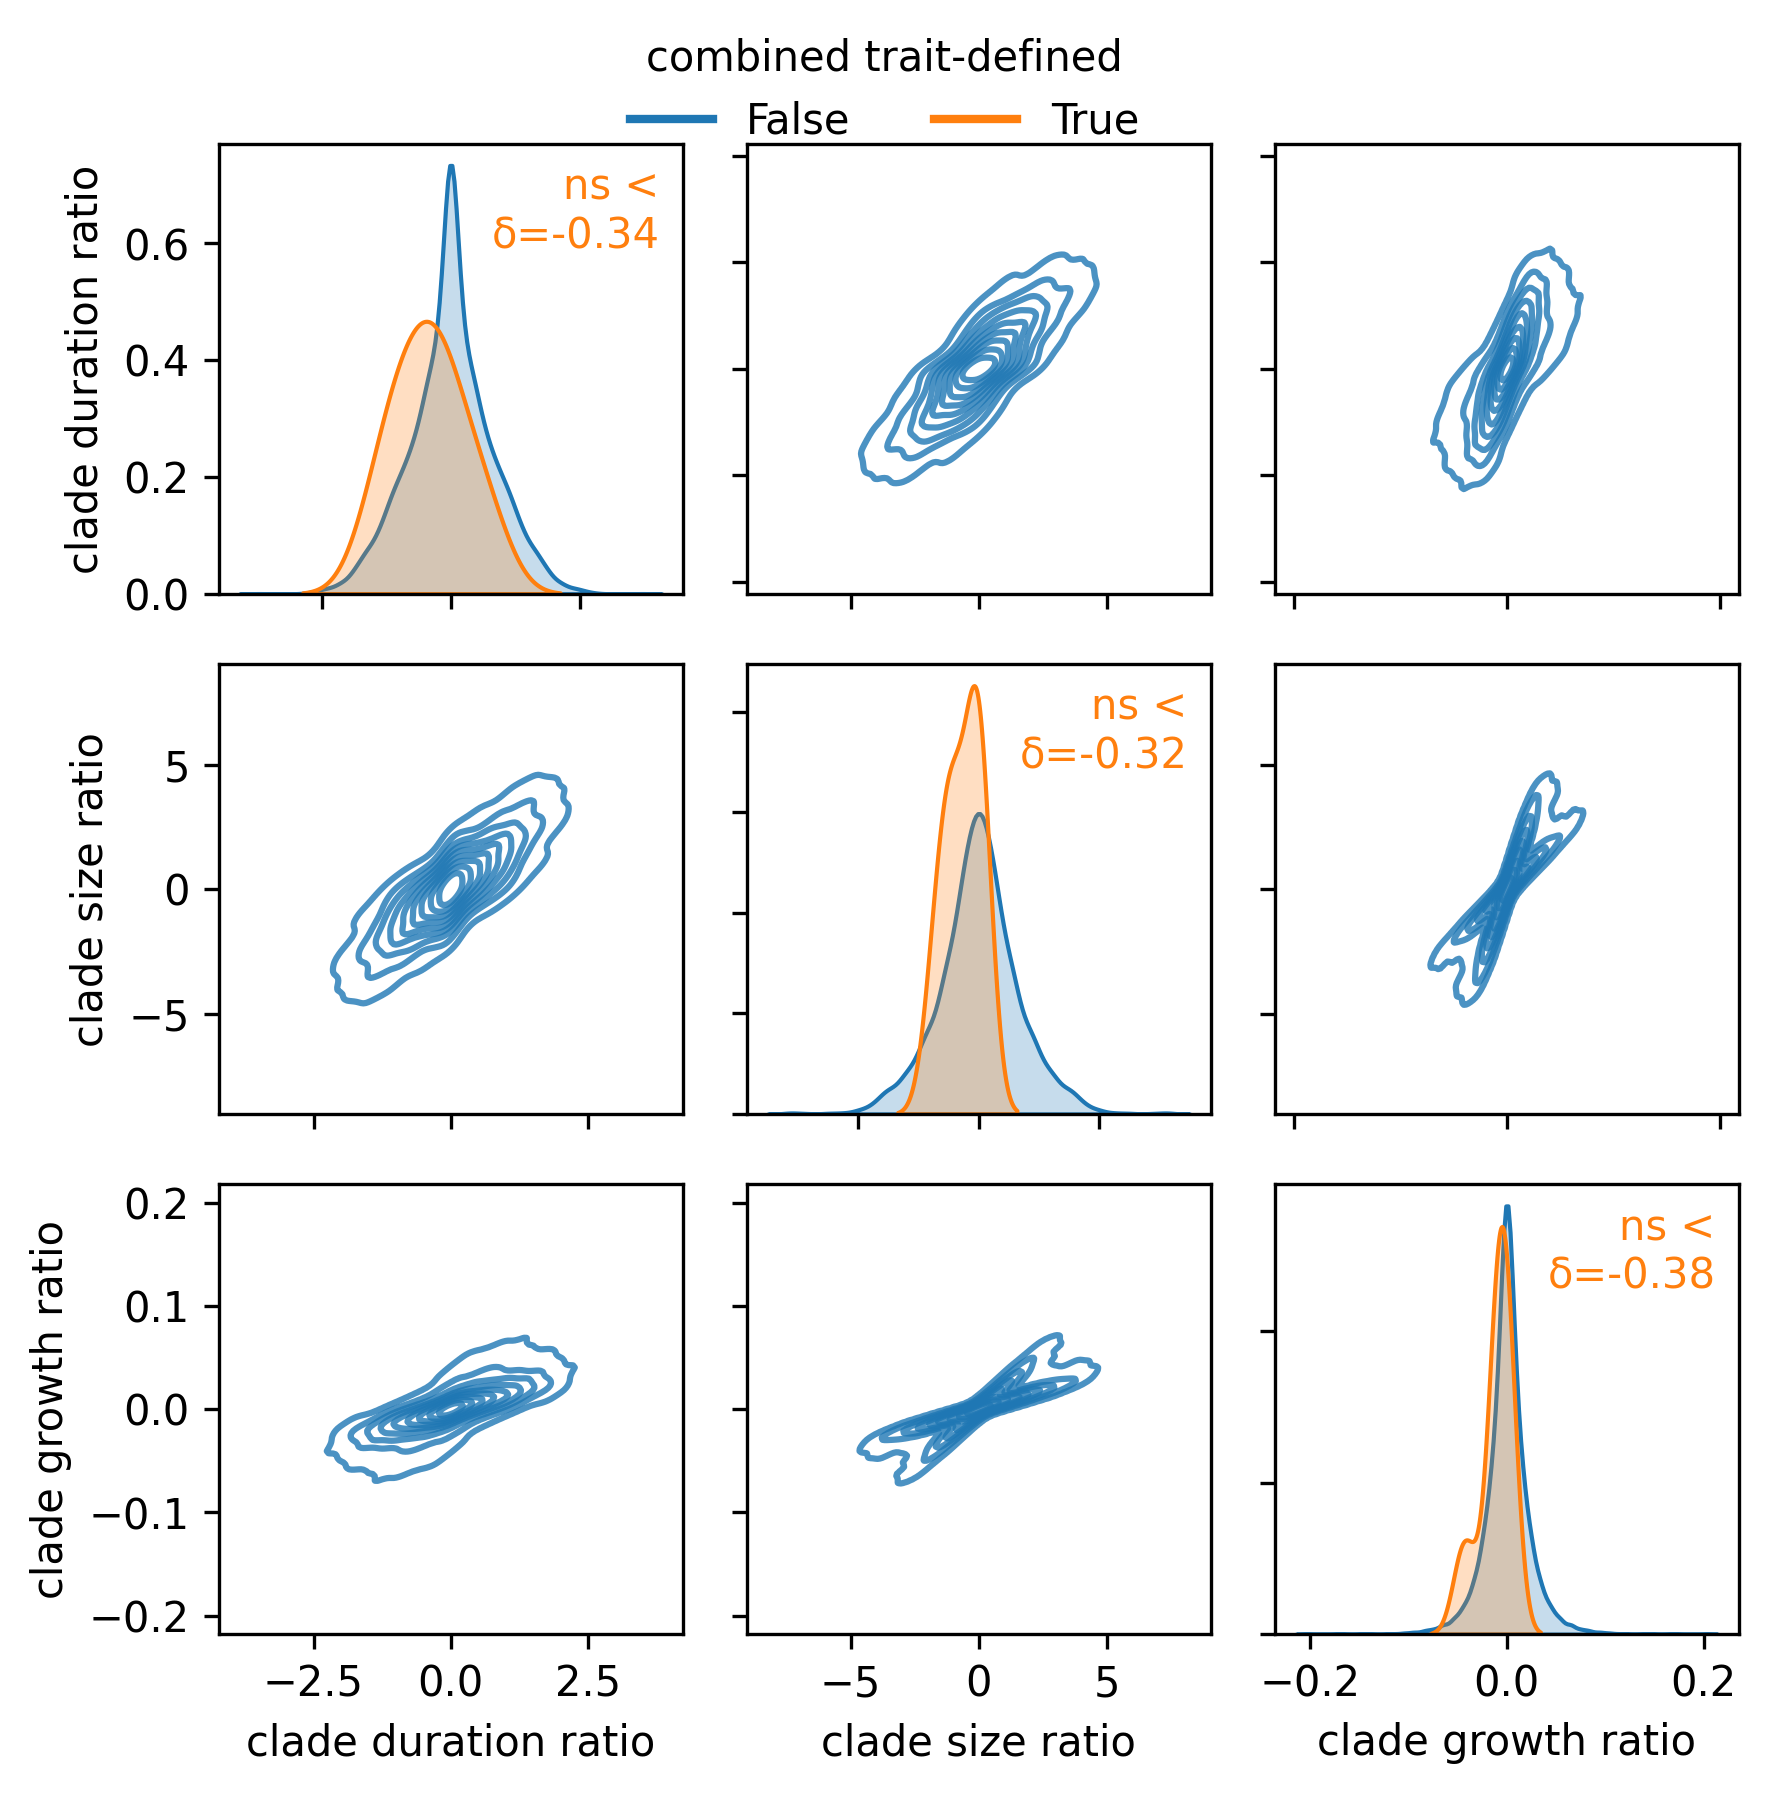 combined trait-defined
False True
clade duration ratio
0.6
0.4
0.2
0.0
ns <
δ=-0.34
clade size ratio
5
0
−5
ns <
δ=-0.32
clade growth ratio
0.2
0.1
0.0
−0.1
−0.2
ns <
δ=-0.38
−2.5 0.0 2.5
−5 0 5
−0.2 0.0 0.2
clade duration ratio
clade size ratio
clade growth ratio